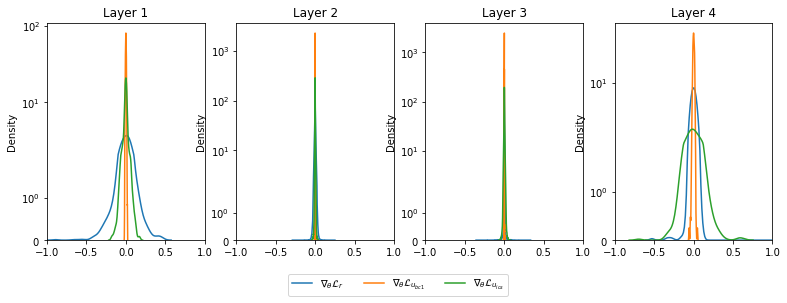 Layer 1 Layer 2 Layer 3 Layer 4
Density 10² 10¹ 10⁰ 0
Density 10³ 10² 10¹ 10⁰ 0
Density 10³ 10² 10¹ 10⁰ 0
Density 10¹ 10⁰ 0
−1.0 −0.5 0.0 0.5 1.0 −1.0 −0.5 0.0 0.5 1.0 −1.0 −0.5 0.0 0.5 1.0 −1.0 −0.5 0.0 0.5 1.0
∇θℒr ∇θℒu_bc1 ∇θℒu_ics